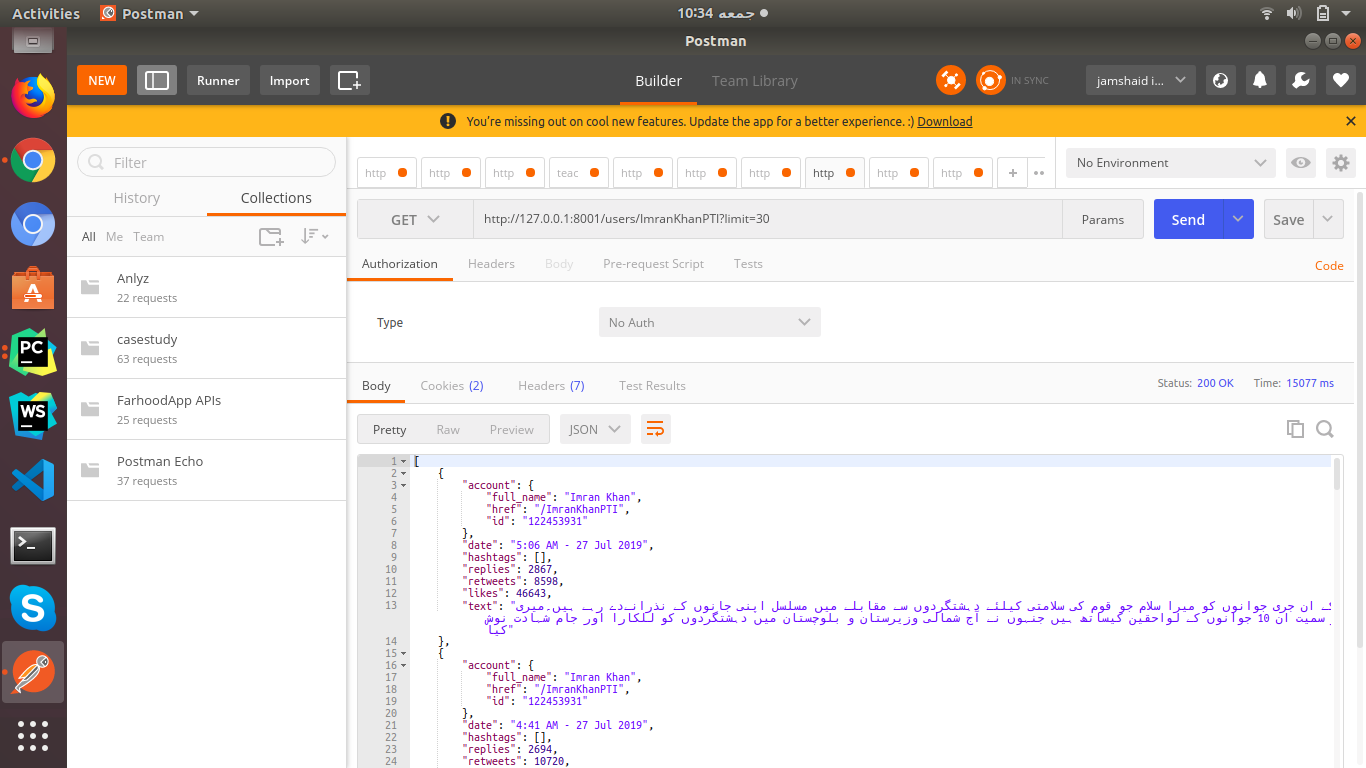 Activities
Postman
جمعه 10:34
Postman
NEW
Runner
Import
Builder
Team Library
IN SYNC
jamshaid i...
You're missing out on cool new features. Update the app for a better experience. :) Download
Filter
History
Collections
All Me Team
Anlyz
22 requests
casestudy
63 requests
FarhoodApp APIs
25 requests
Postman Echo
37 requests
http
http
http
teac
http
http
http
http
http
http
No Environment
GET
http://127.0.0.1:8001/users/ImranKhanPTI?limit=30
Params
Send
Save
Authorization
Headers
Body
Pre-request Script
Tests
Code
Type
No Auth
Body
Cookies (2)
Headers (7)
Test Results
Status: 200 OK
Time: 15077 ms
Pretty
Raw
Preview
JSON
1 [
2 {
3 "account": {
4 "full_name": "Imran Khan",
5 "href": "/ImranKhanPTI",
6 "id": "122453931"
7 },
8 "date": "5:06 AM - 27 Jul 2019",
9 "hashtags": [],
10 "replies": 2867,
11 "retweets": 8598,
12 "likes": 46643,
13 "text": "کے ان جری جوانوں کو میرا سلام جو قوم کی سلامتی کیلئے دہشتگردوں سے مقابلے میں مسلسل اپنی جانوں کے نذرانےدے رہے ہیں۔میری
سمیت ان 10 جوانوں کے لواحقین کیساتھ ہیں جنہوں نے آج شمالی وزیرستان و بلوچستان میں دہشتگردوں کو للکارا اور جام شہادت نوش
کیا"
14 },
15 {
16 "account": {
17 "full_name": "Imran Khan",
18 "href": "/ImranKhanPTI",
19 "id": "122453931"
20 },
21 "date": "4:41 AM - 27 Jul 2019",
22 "hashtags": [],
23 "replies": 2694,
24 "retweets": 10720,
PC
WS